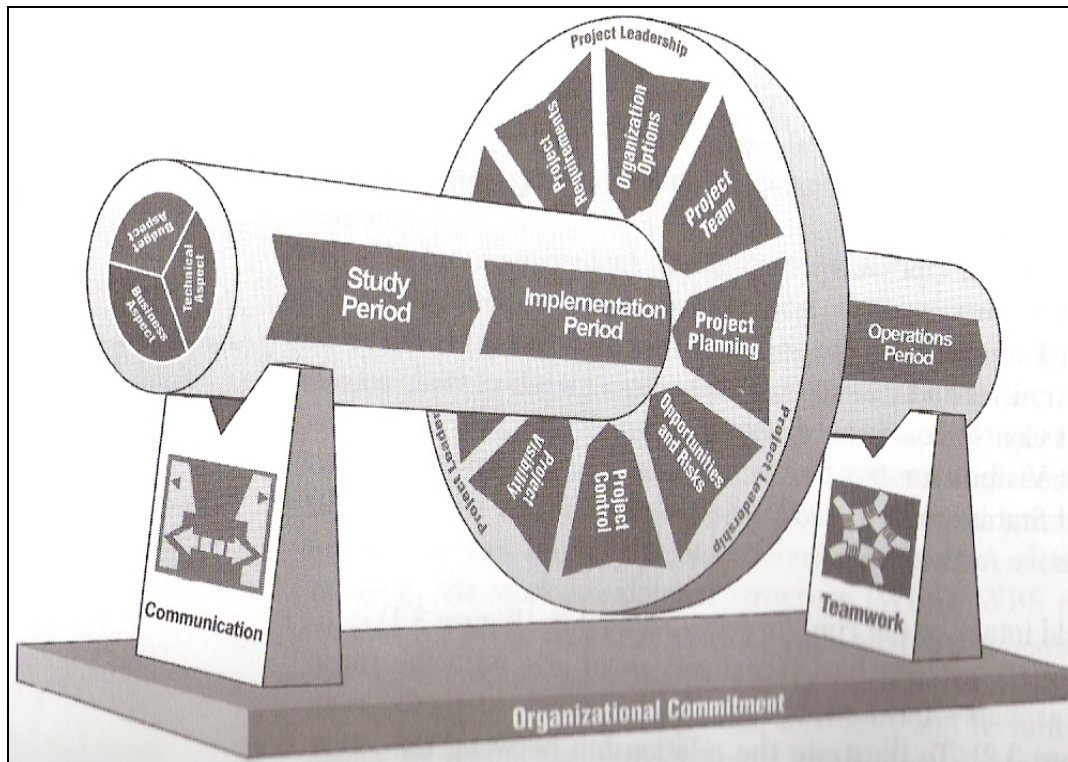 Project Leadership
Project
Requirements
Organization
Options
Project
Team
Project
Planning
Opportunities
and Risks
Project
Control
Project
Visibility
Project Leadership
Project Leade
Budget
Aspect
Technical
Aspect
Business
Aspect
Study
Period
Implementation
Period
Operations
Period
Communication
Teamwork
Organizational Commitment